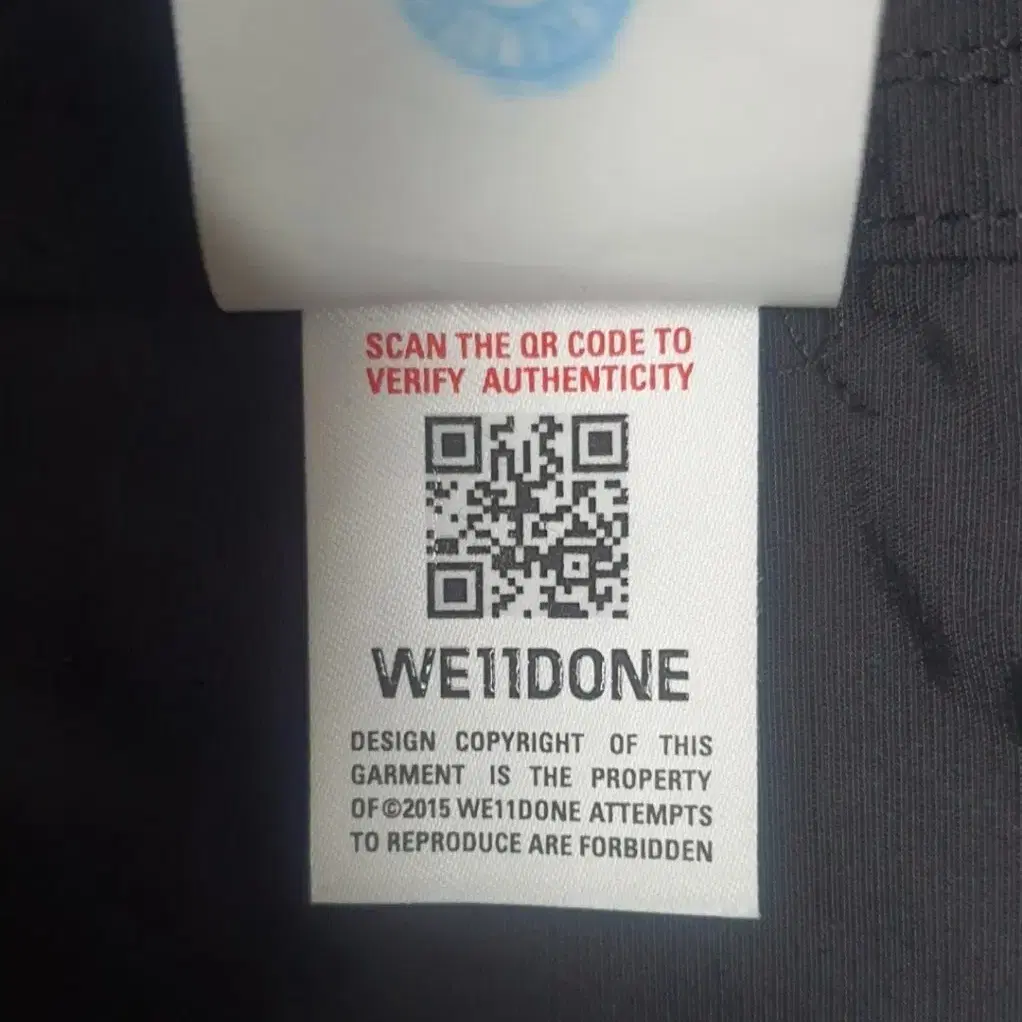 SCAN THE QR CODE TO
VERIFY AUTHENTICITY
WE11DONE
DESIGN COPYRIGHT OF THIS
GARMENT IS THE PROPERTY
OF©2015 WE11DONE ATTEMPTS
TO REPRODUCE ARE FORBIDDEN